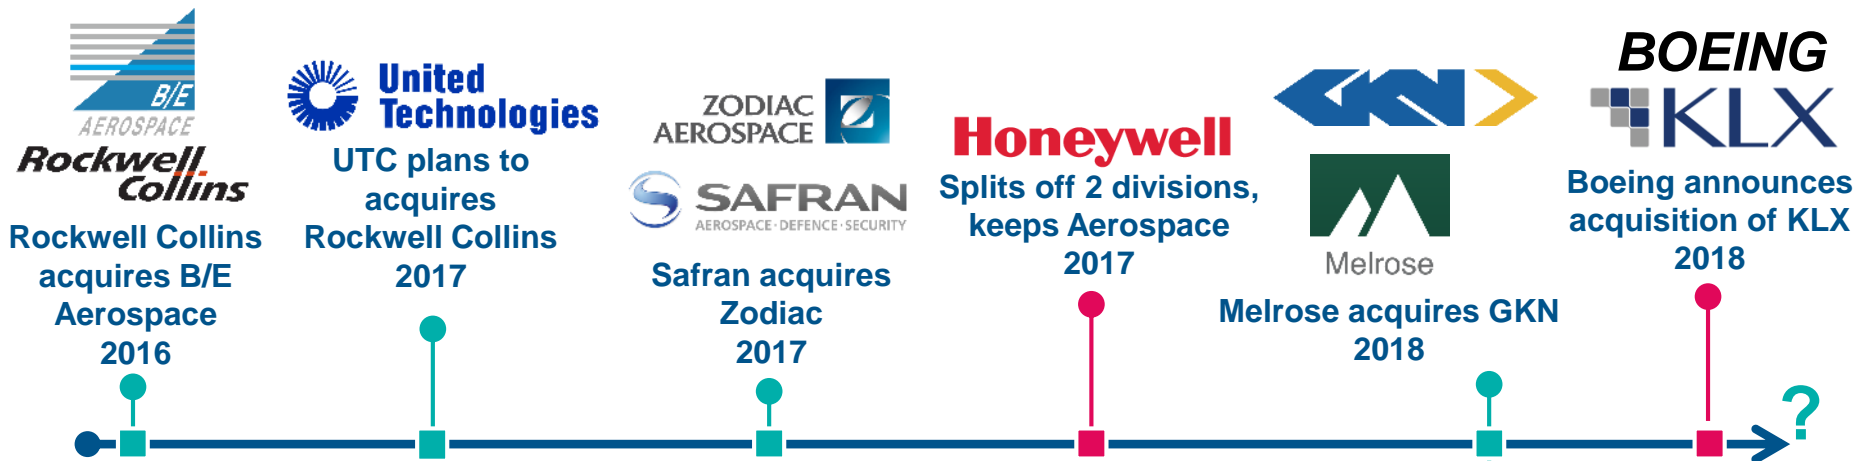 B/E
AEROSPACE
Rockwell
Collins
Rockwell Collins
acquires B/E
Aerospace
2016
United
Technologies
UTC plans to
acquires
Rockwell Collins
2017
ZODIAC
AEROSPACE
SAFRAN
AEROSPACE · DEFENCE · SECURITY
Safran acquires
Zodiac
2017
Honeywell
Splits off 2 divisions,
keeps Aerospace
2017
GKN
Melrose
Melrose acquires GKN
2018
BOEING
KLX
Boeing announces
acquisition of KLX
2018
?